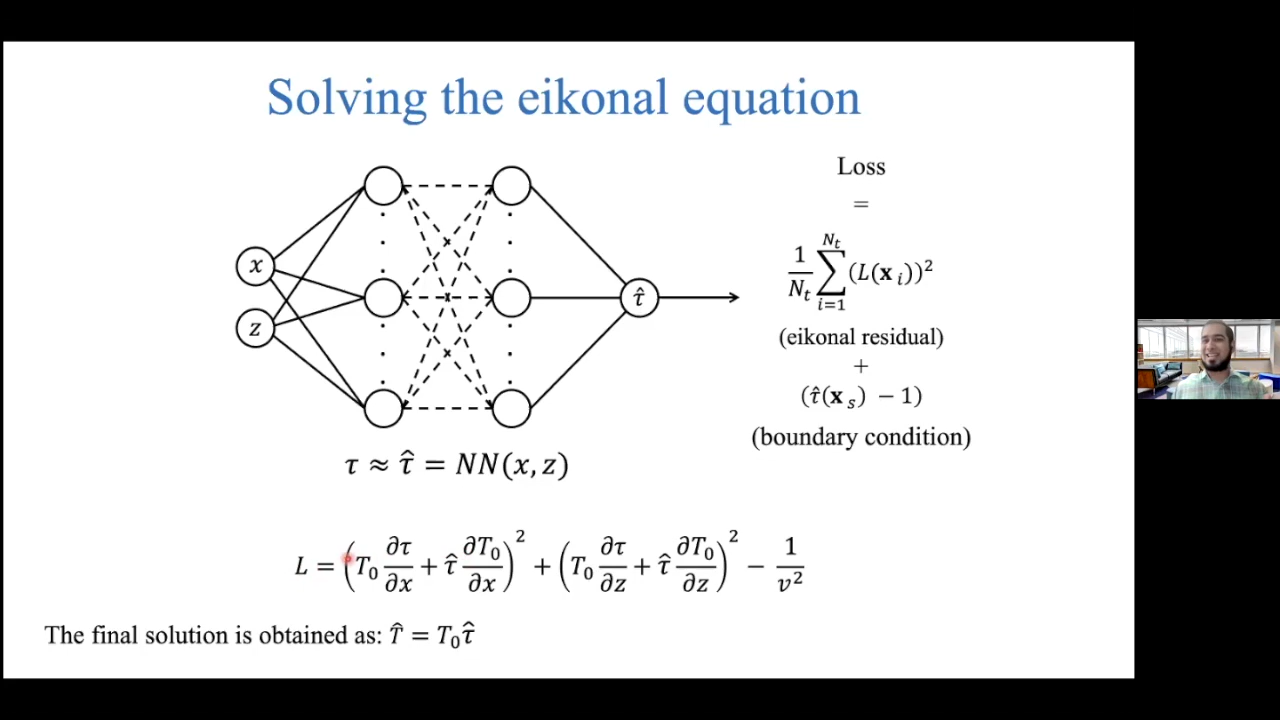 Solving the eikonal equation
x
z
τ̂
τ ≈ τ̂ = NN(x, z)
Loss
=
1/N_t ∑_{i=1}^{N_t} (L(𝐱_i))²
(eikonal residual)
+
(τ̂(𝐱_s) − 1)
(boundary condition)
L = (T₀ ∂τ/∂x + τ̂ ∂T₀/∂x)² + (T₀ ∂τ/∂z + τ̂ ∂T₀/∂z)² − 1/v²
The final solution is obtained as: T̂ = T₀τ̂